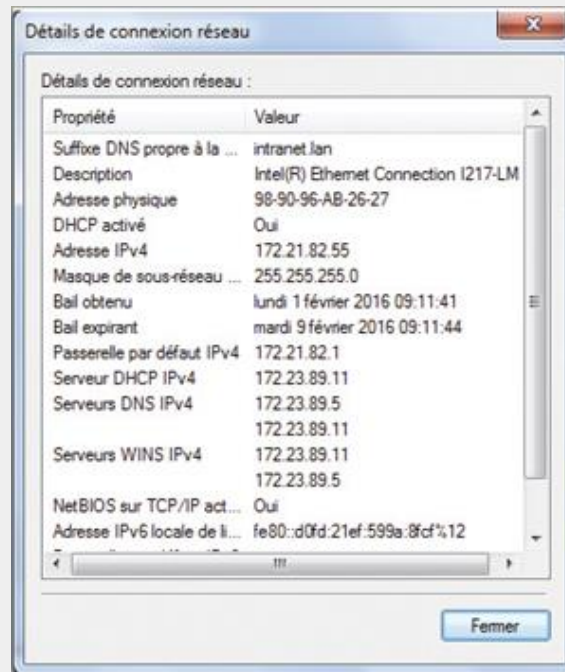 Détails de connexion réseau
Détails de connexion réseau :
Propriété Valeur
Suffixe DNS propre à la ... intranet.lan
Description Intel(R) Ethernet Connection I217-LM
Adresse physique 98-90-96-AB-26-27
DHCP activé Oui
Adresse IPv4 172.21.82.55
Masque de sous-réseau ... 255.255.255.0
Bail obtenu lundi 1 février 2016 09:11:41
Bail expirant mardi 9 février 2016 09:11:44
Passerelle par défaut IPv4 172.21.82.1
Serveur DHCP IPv4 172.23.89.11
Serveurs DNS IPv4 172.23.89.5
172.23.89.11
Serveurs WINS IPv4 172.23.89.11
172.23.89.5
NetBIOS sur TCP/IP act... Oui
Adresse IPv6 locale de li... fe80::d0fd:21ef:599a:8fcf%12
Fermer